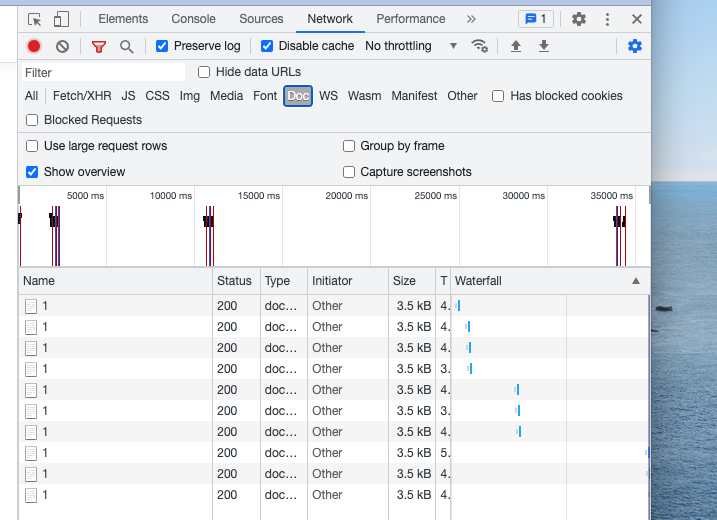 Elements Console Sources Network Performance » 1
Preserve log Disable cache No throttling
Filter Hide data URLs
All Fetch/XHR JS CSS Img Media Font Doc WS Wasm Manifest Other Has blocked cookies
Blocked Requests
Use large request rows Group by frame
Show overview Capture screenshots
5000 ms 10000 ms 15000 ms 20000 ms 25000 ms 30000 ms 35000 ms
Name Status Type Initiator Size T Waterfall
1 200 doc… Other 3.5 kB 4.
1 200 doc… Other 3.5 kB 4.
1 200 doc… Other 3.5 kB 4.
1 200 doc… Other 3.5 kB 3.
1 200 doc… Other 3.5 kB 4.
1 200 doc… Other 3.5 kB 3.
1 200 doc… Other 3.5 kB 4.
1 200 doc… Other 3.5 kB 5.
1 200 doc… Other 3.5 kB 4.
1 200 doc… Other 3.5 kB 4.